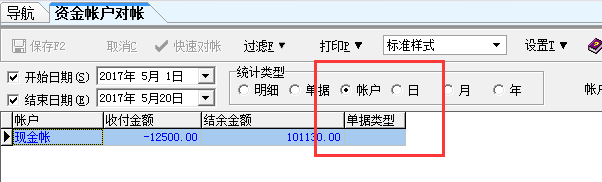 导航 资金帐户对帐
保存F2 取消C 快速对帐 过滤F▼ 打印P▼ 标准样式 设置T▼
开始日期(S) 2017年 5月 1日 统计类型
结束日期(E) 2017年 5月20日 明细 单据 帐户 日 月 年 帐户
帐户 收付金额 结余金额 单据类型
现金帐 -12500.00 101130.00